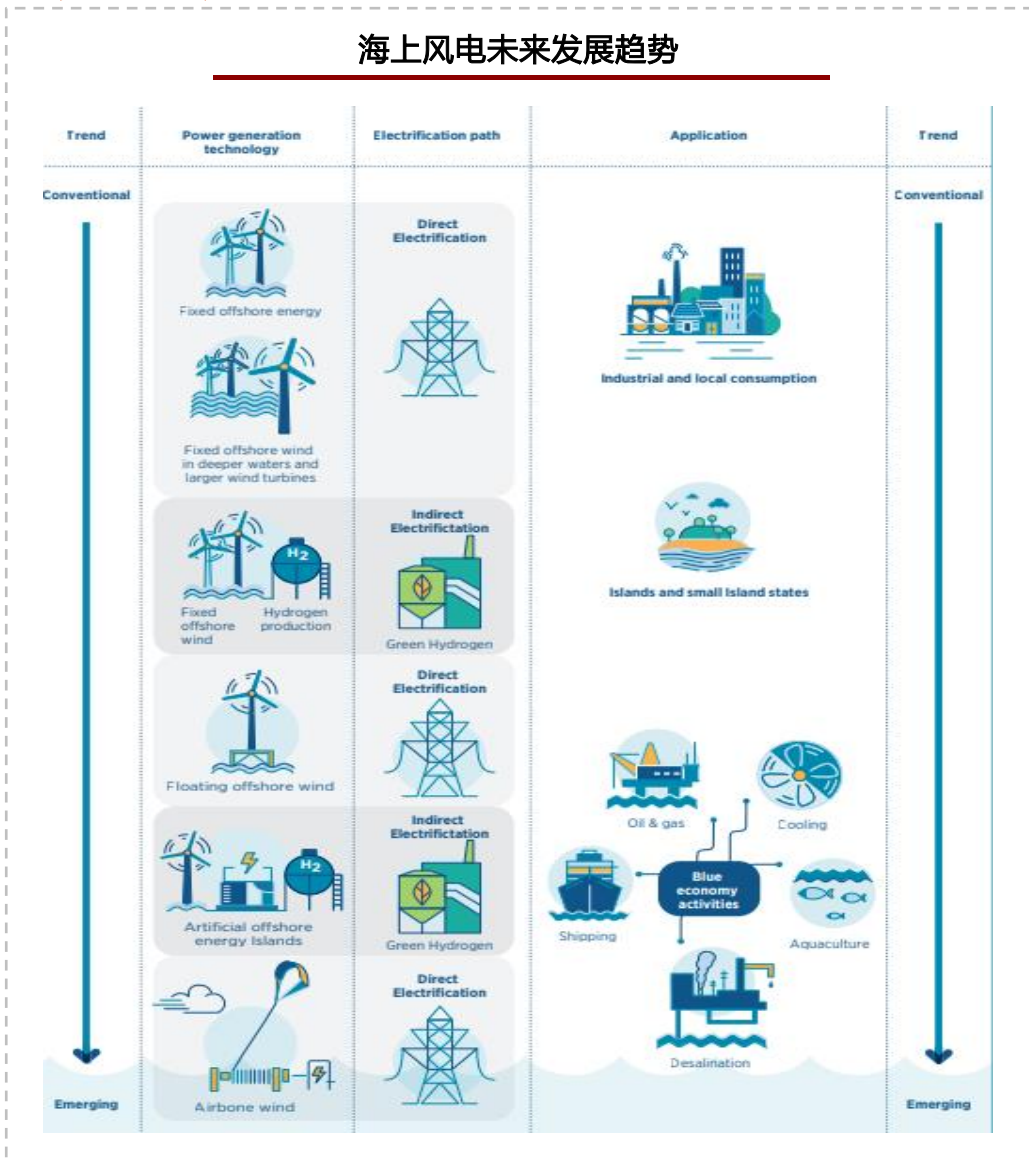 海上风电未来发展趋势
Trend
Power generation
technology
Electrification path
Application
Trend
Conventional
Conventional
Fixed offshore energy
Fixed offshore wind
in deeper waters and
larger wind turbines
Direct
Electrification
Industrial and local consumption
H2
Fixed
offshore
wind
Hydrogen
production
Indirect
Electrifictation
Green Hydrogen
Islands and small Island states
Floating offshore wind
Direct
Electrification
H2
Artificial offshore
energy Islands
Indirect
Electrifictation
Green Hydrogen
Oil & gas
Cooling
Blue
economy
activities
Shipping
Aquaculture
Desalination
Airbone wind
Direct
Electrification
Emerging
Emerging